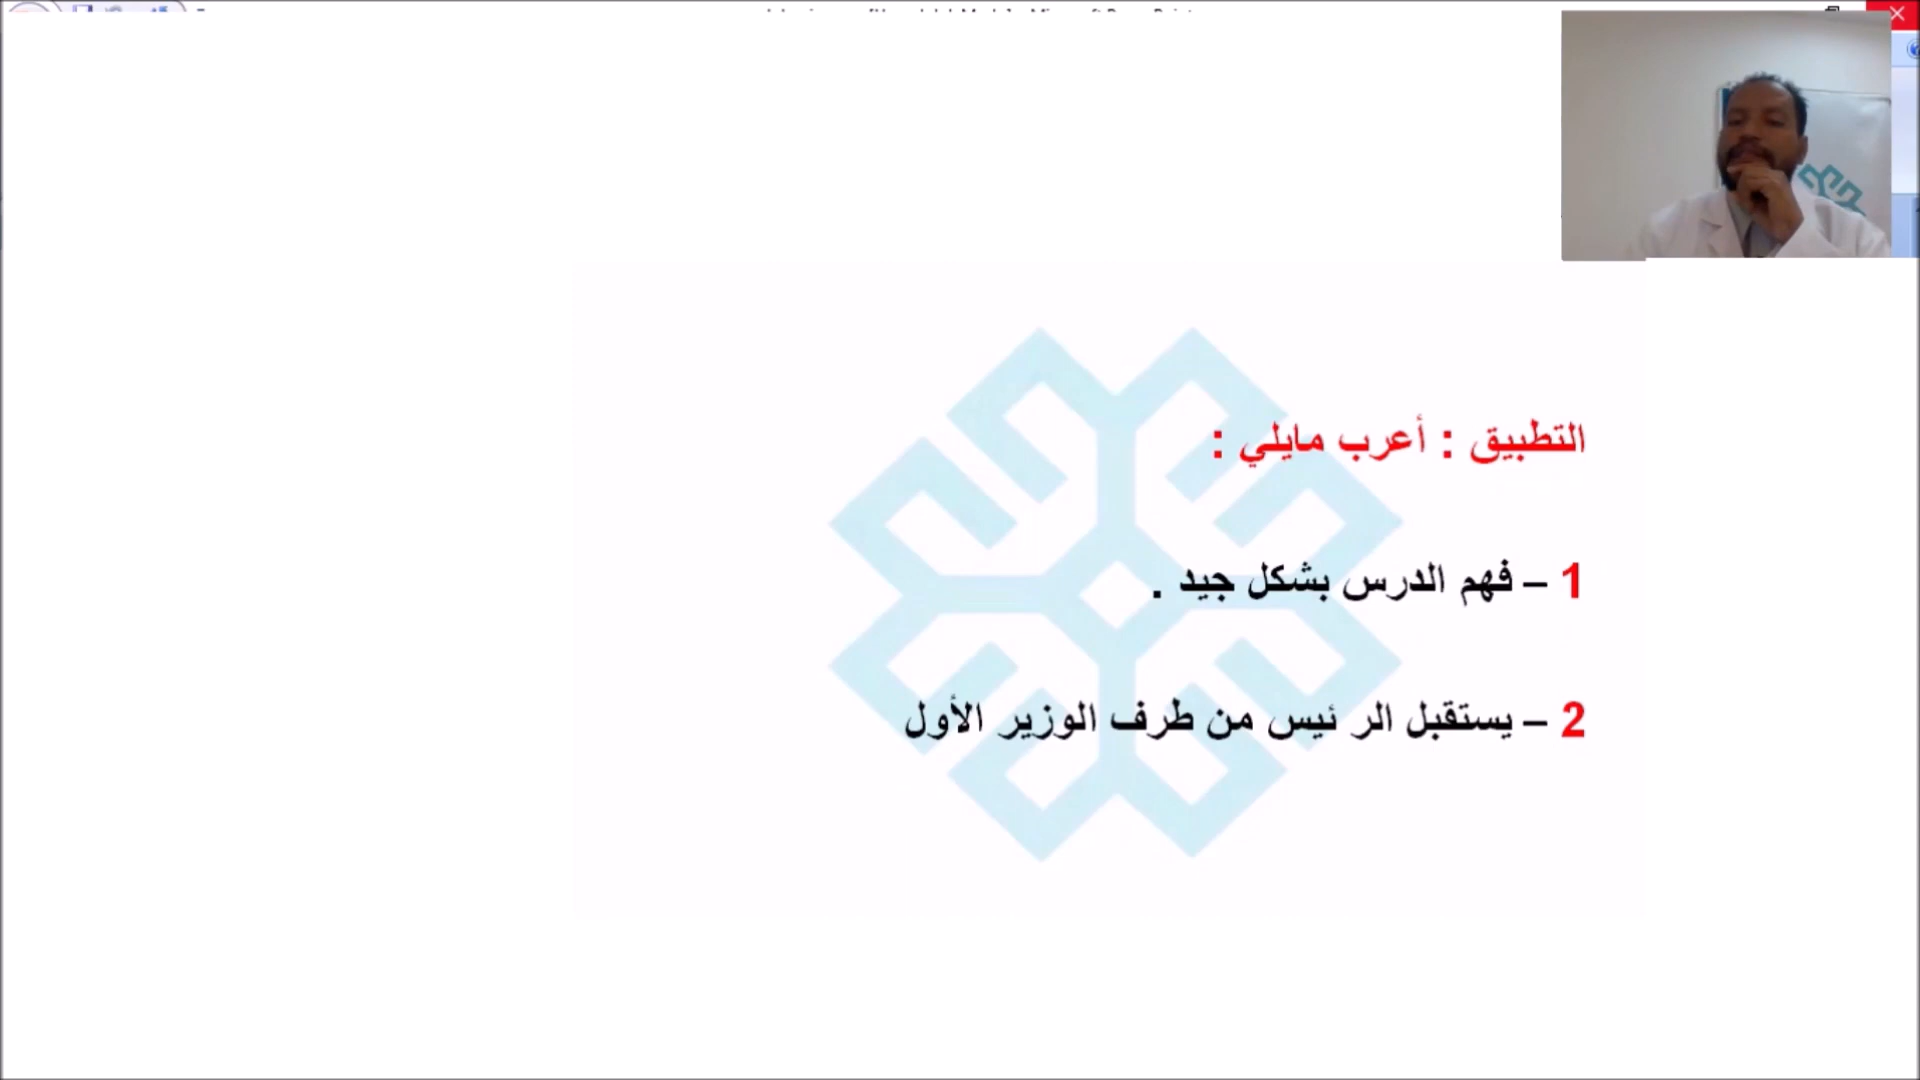 التطبيق : أعرب مايلي :
1 – فهم الدرس بشكل جيد .
2 – يستقبل الر ئيس من طرف الوزير الأول